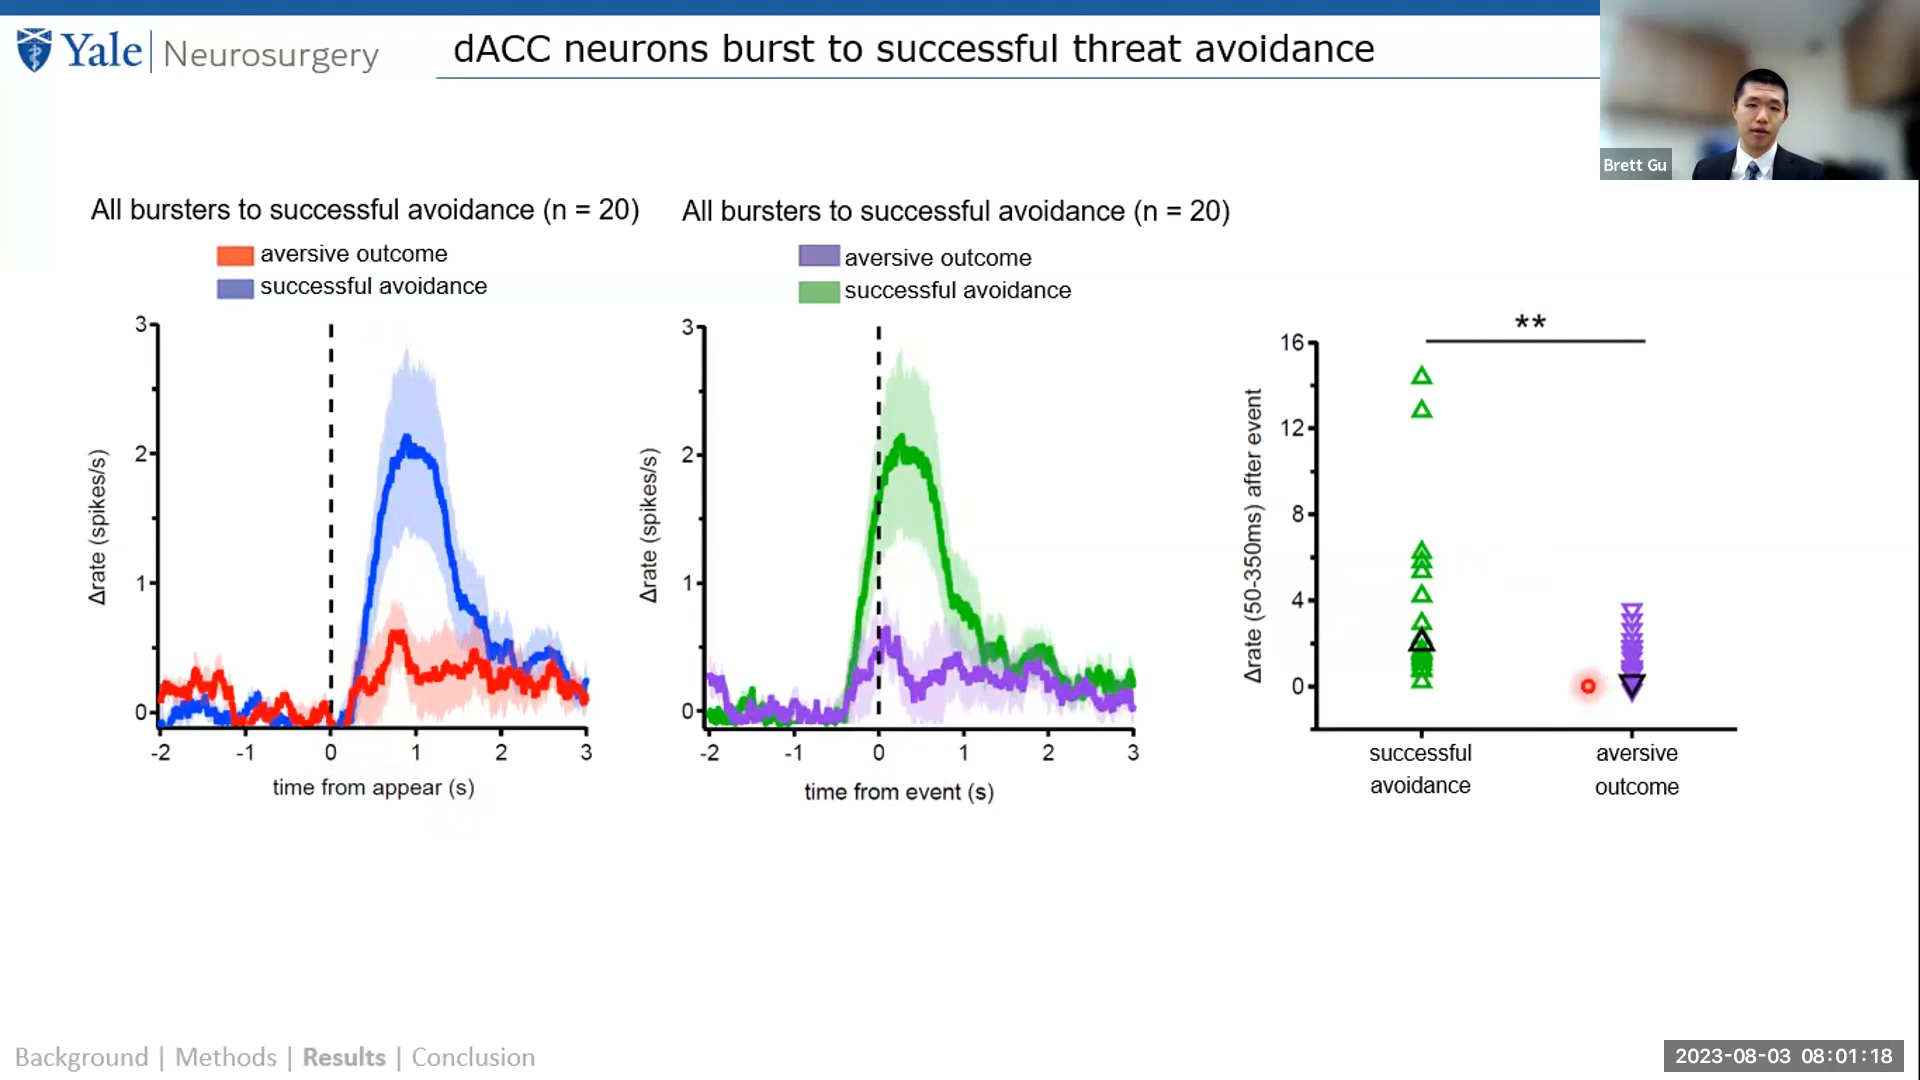 Yale | Neurosurgery
dACC neurons burst to successful threat avoidance
Brett Gu
All bursters to successful avoidance (n = 20)
aversive outcome
successful avoidance
3
2
1
0
Δrate (spikes/s)
-2 -1 0 1 2 3
time from appear (s)
All bursters to successful avoidance (n = 20)
aversive outcome
successful avoidance
3
2
1
0
Δrate (spikes/s)
-2 -1 0 1 2 3
time from event (s)
**
16
12
8
4
0
Δrate (50-350ms) after event
successful
avoidance
aversive
outcome
Background | Methods | Results | Conclusion
2023-08-03 08:01:18